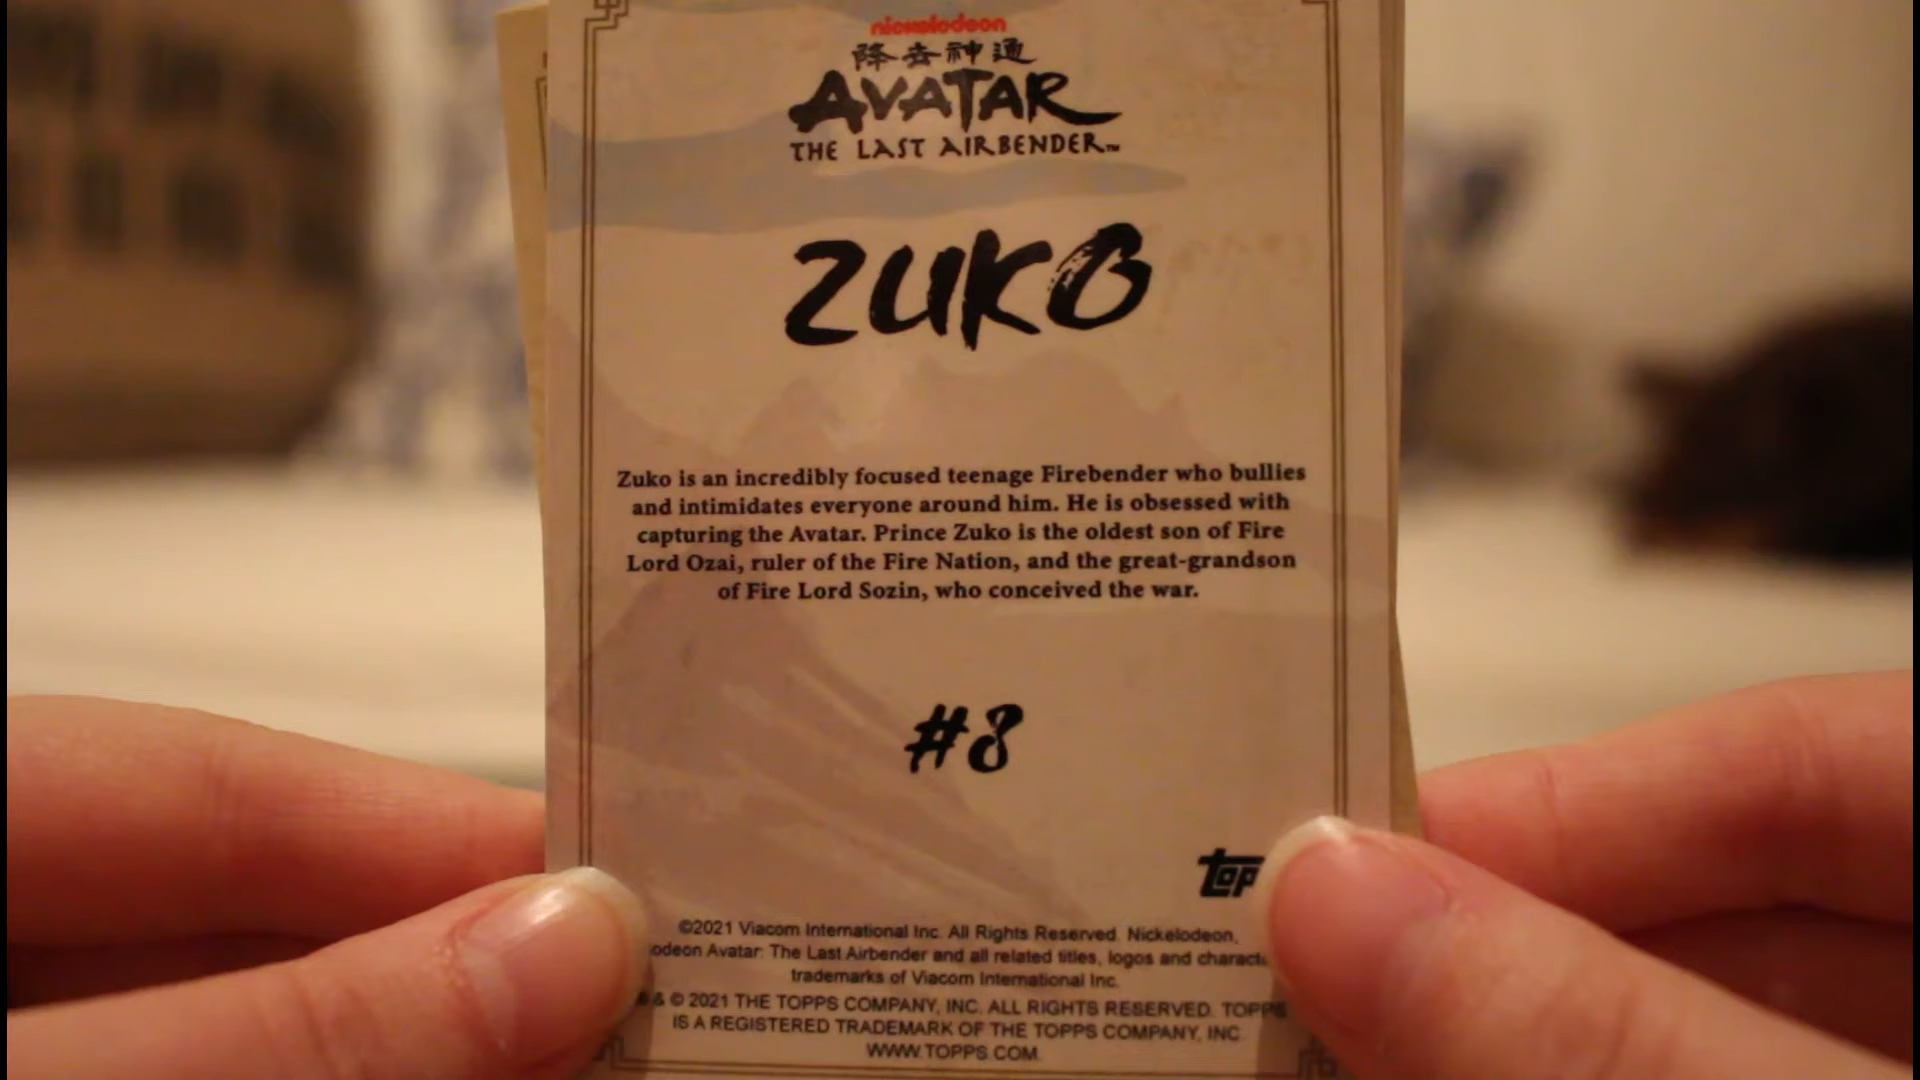 nickelodeon
降去神通
AVATAR
THE LAST AIRBENDER™
ZUKO
Zuko is an incredibly focused teenage Firebender who bullies
and intimidates everyone around him. He is obsessed with
capturing the Avatar. Prince Zuko is the oldest son of Fire
Lord Ozai, ruler of the Fire Nation, and the great-grandson
of Fire Lord Sozin, who conceived the war.
#8
top
©2021 Viacom International Inc. All Rights Reserved. Nickelodeon,
odeon Avatar: The Last Airbender and all related titles, logos and
trademarks of Viacom International Inc.
& © 2021 THE TOPPS COMPANY, INC. ALL RIGHTS RESERVED. TOPPS
IS A REGISTERED TRADEMARK OF THE TOPPS COMPANY, INC.
WWW.TOPPS.COM.